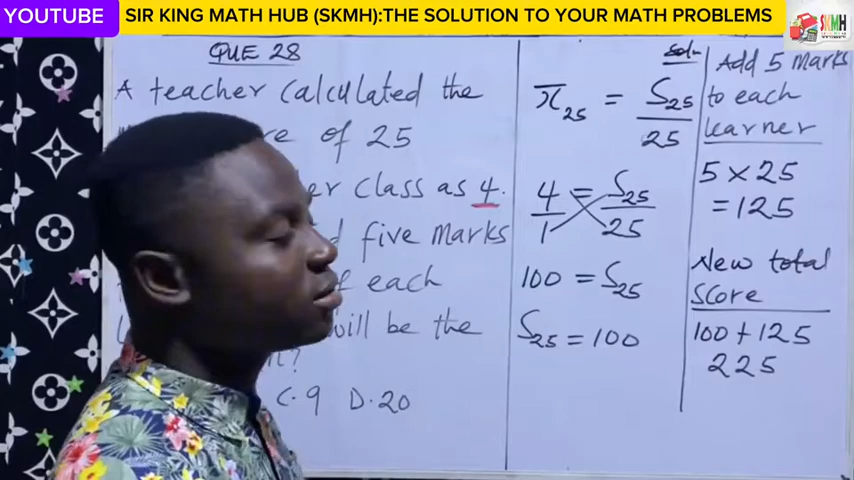 YOUTUBE
SIR KING MATH HUB (SKMH):THE SOLUTION TO YOUR MATH PROBLEMS
SKMH
QUE 28
A teacher calculated the
of 25
class as 4.
five marks
of each
will be the
C. 9 D. 20
Soln
x̄25 = S25/25
4/1 = S25/25
100 = S25
S25 = 100
Add 5 marks
to each
learner
5 × 25
= 125
New total
score
100 + 125
225